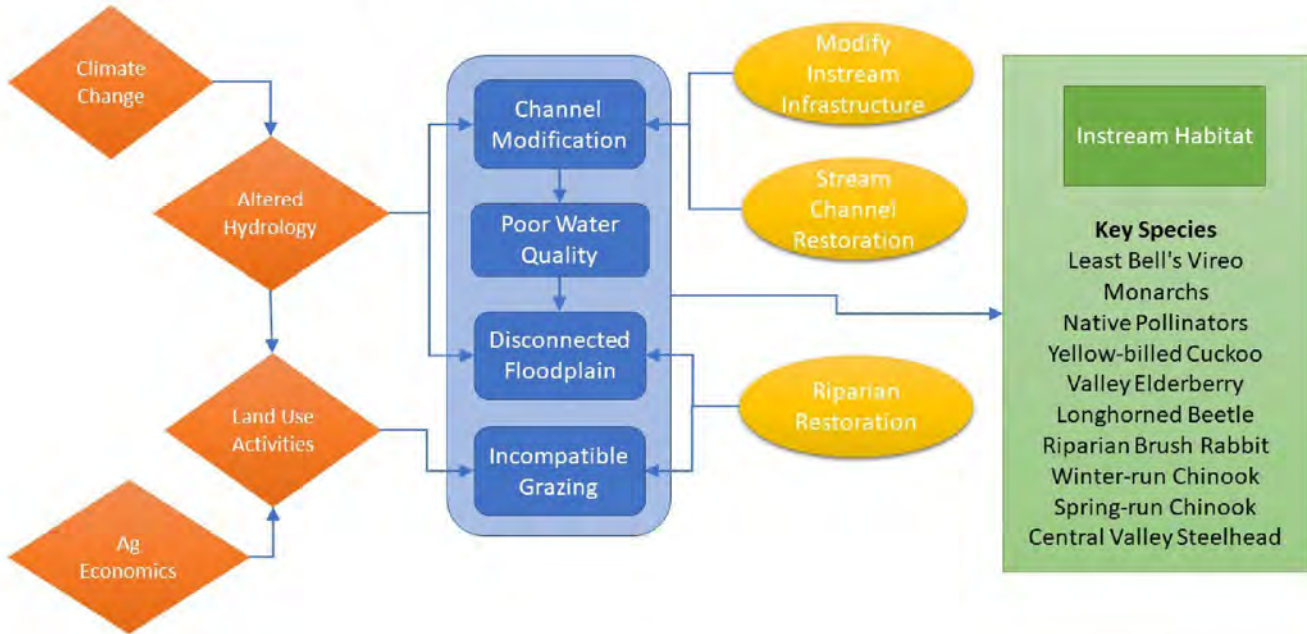 Climate
Change
Altered
Hydrology
Land Use
Activities
Ag
Economics
Channel
Modification
Poor Water
Quality
Disconnected
Floodplain
Incompatible
Grazing
Modify
Instream
Infrastructure
Stream
Channel
Restoration
Riparian
Restoration
Instream Habitat
Key Species
Least Bell's Vireo
Monarchs
Native Pollinators
Yellow-billed Cuckoo
Valley Elderberry
Longhorned Beetle
Riparian Brush Rabbit
Winter-run Chinook
Spring-run Chinook
Central Valley Steelhead